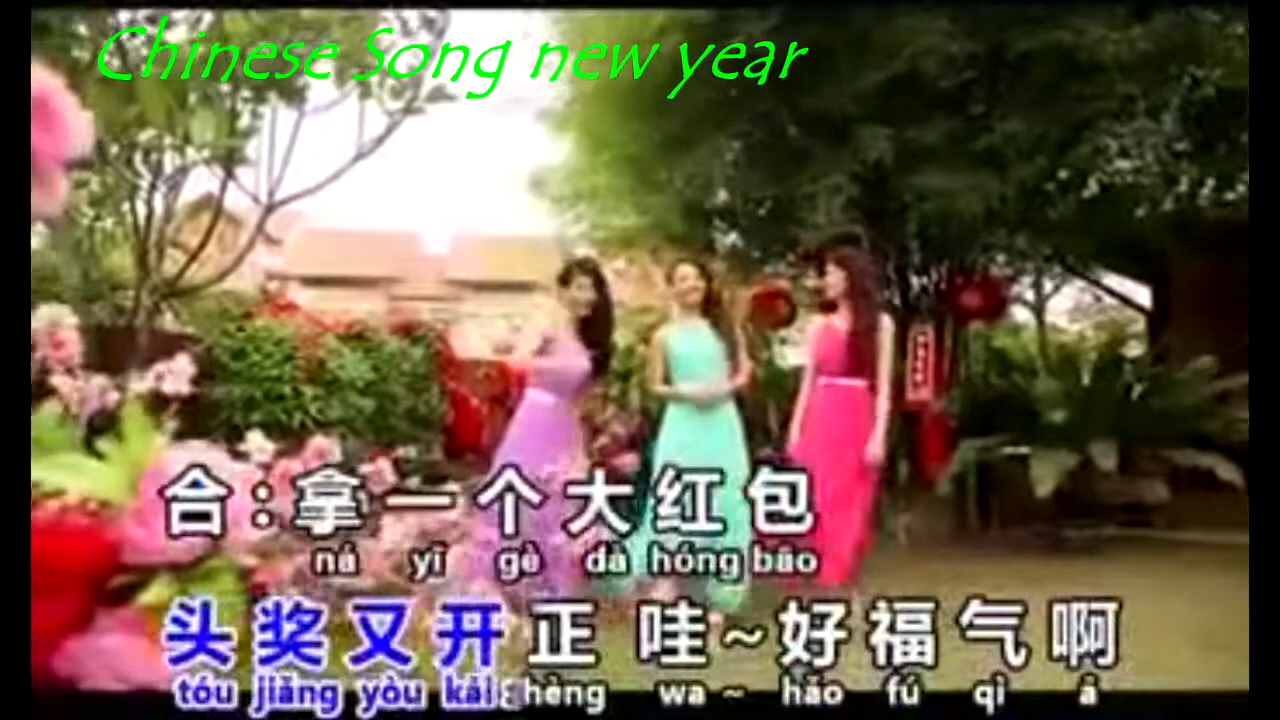 Chinese Song new year
合:拿一个大红包
ná yī gè dà hóng bāo
头奖又开正 哇~好福气啊
tóu jiǎng yòu kāi zhèng wa ~ hǎo fú qì ā